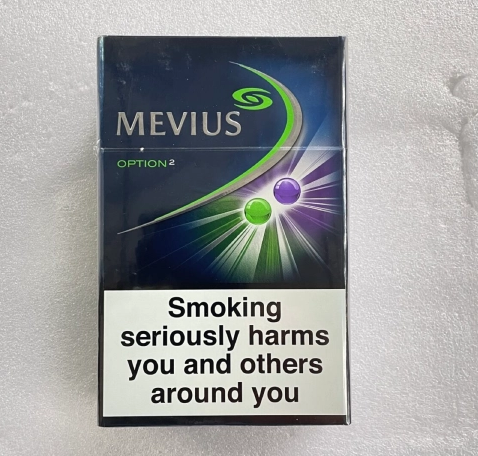 MEVIUS
OPTION²
Smoking
seriously harms
you and others
around you